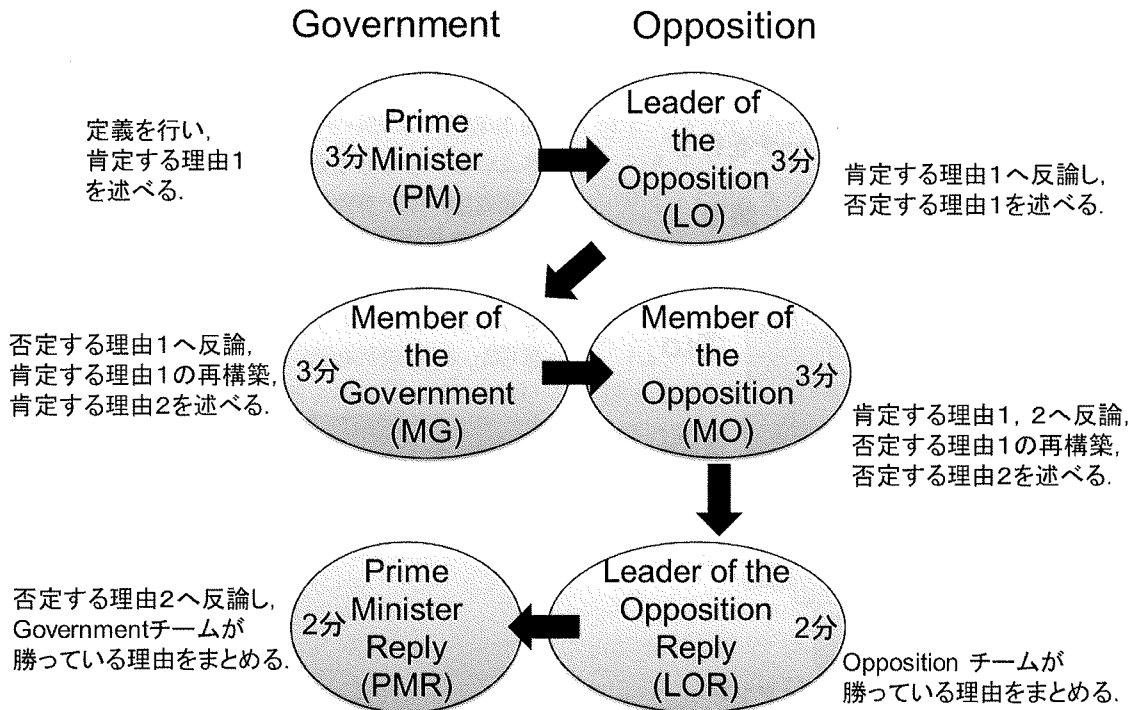 Government
Opposition
定義を行い,
肯定する理由1
を述べる.
3分
Prime
Minister
(PM)
Leader of
the
Opposition
(LO)
3分
肯定する理由1へ反論し,
否定する理由1を述べる.
否定する理由1へ反論,
肯定する理由1の再構築,
肯定する理由2を述べる.
3分
Member of
the
Government
(MG)
Member of
the
Opposition
(MO)
3分
肯定する理由1, 2へ反論,
否定する理由1の再構築,
否定する理由2を述べる.
否定する理由2へ反論し,
Governmentチームが
勝っている理由をまとめる.
2分
Prime
Minister
Reply
(PMR)
Leader of the
Opposition
Reply
(LOR)
2分
Opposition チームが
勝っている理由をまとめる.